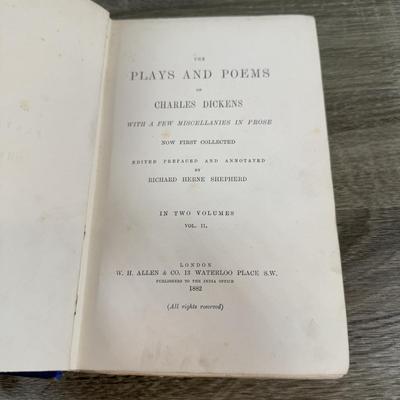 THE
PLAYS AND POEMS
OF
CHARLES DICKENS
WITH A FEW MISCELLANIES IN PROSE
NOW FIRST COLLECTED
EDITED PREFACED AND ANNOTATED
BY
RICHARD HERNE SHEPHERD
IN TWO VOLUMES
VOL. II.
LONDON
W. H. ALLEN & CO. 13 WATERLOO PLACE S.W.
PUBLISHERS TO THE INDIA OFFICE
1882
(All rights reserved)